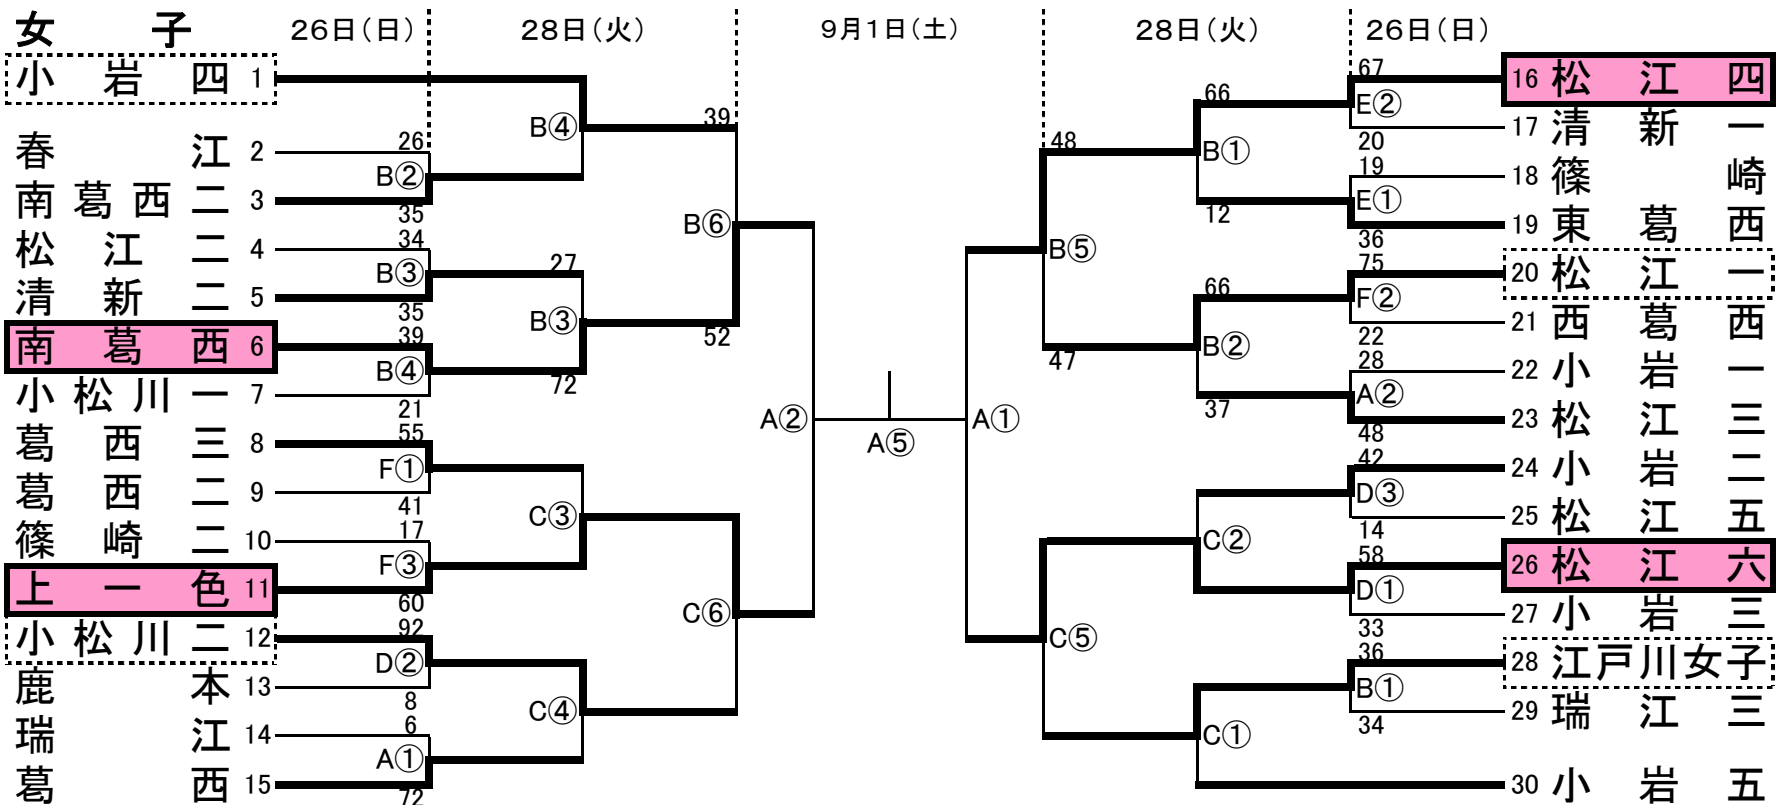 女子 26日(日) 28日(火) 9月1日(土) 28日(火) 26日(日)
小岩四 1
春江 2
南葛西二 3
松江二 4
清新二 5
南葛西 6
小松川一 7
葛西三 8
葛西二 9
篠崎二 10
上一色 11
小松川二 12
鹿本 13
瑞江 14
葛西 15
26
B②
35
34
B③
35
39
B④
21
55
F①
41
17
F③
60
92
D②
8
6
A①
72
B④
27
B③
72
C③
C④
39
B⑥
52
C⑥
A②
A⑤
A①
48
B⑤
47
C⑤
66
B①
12
66
B②
37
C②
C①
67
E②
20
19
E①
36
75
F②
22
28
A②
48
42
D③
14
58
D①
33
36
B①
34
16 松江四
17 清新一
18 篠崎
19 東葛西
20 松江一
21 西葛西
22 小岩一
23 松江三
24 小岩二
25 松江五
26 松江六
27 小岩三
28 江戸川女子
29 瑞江三
30 小岩五